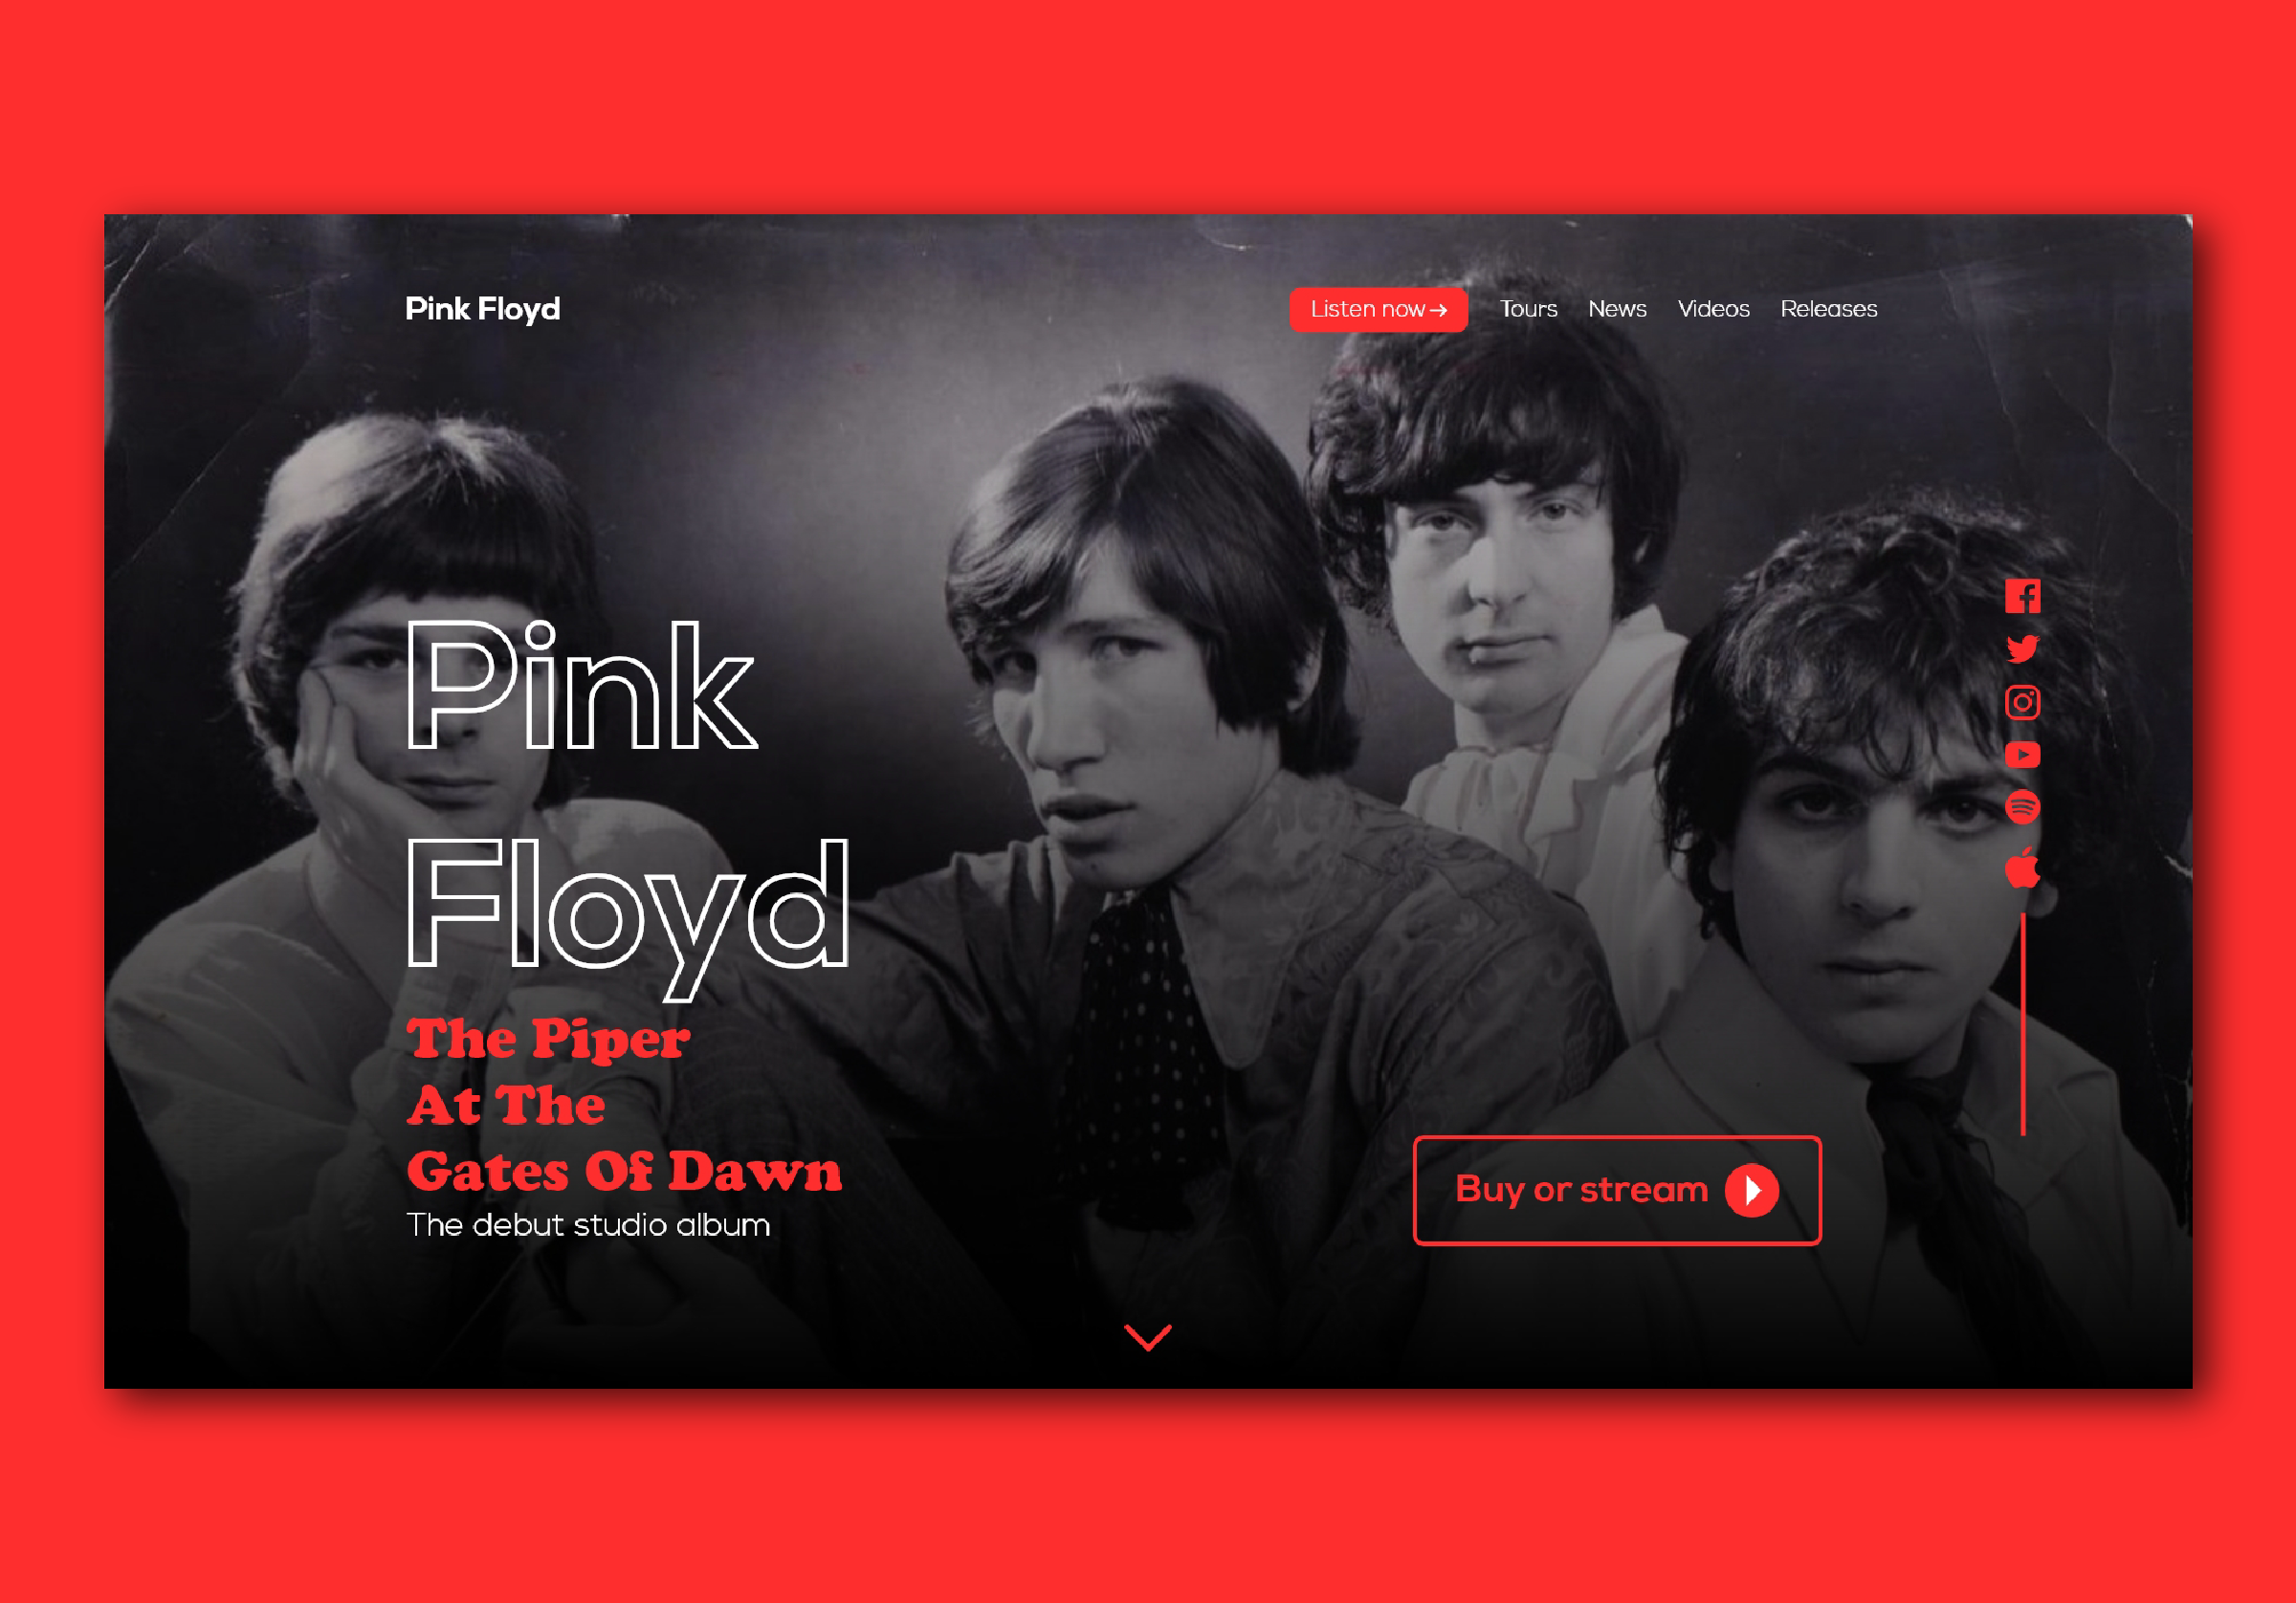 Pink Floyd
Listen now→ Tours News Videos Releases
Pink
Floyd
The Piper
At The
Gates Of Dawn
The debut studio album
Buy or stream